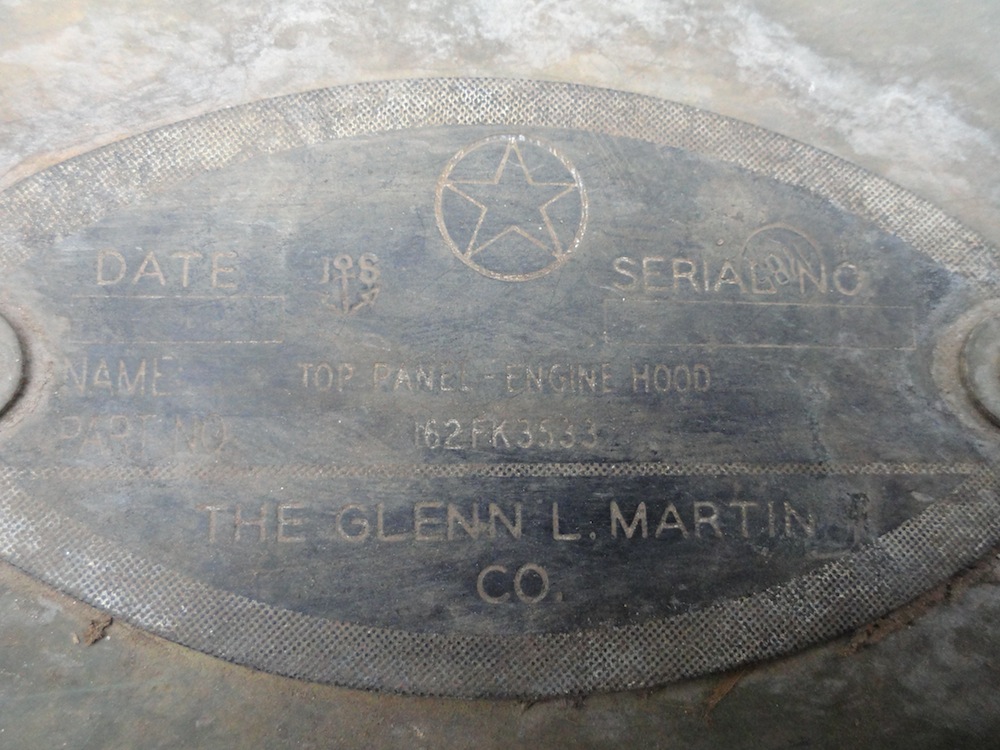 DATE SERIAL NO.
NAME TOP PANEL - ENGINE HOOD
PART NO. 162FK3533
THE GLENN L. MARTIN
CO.